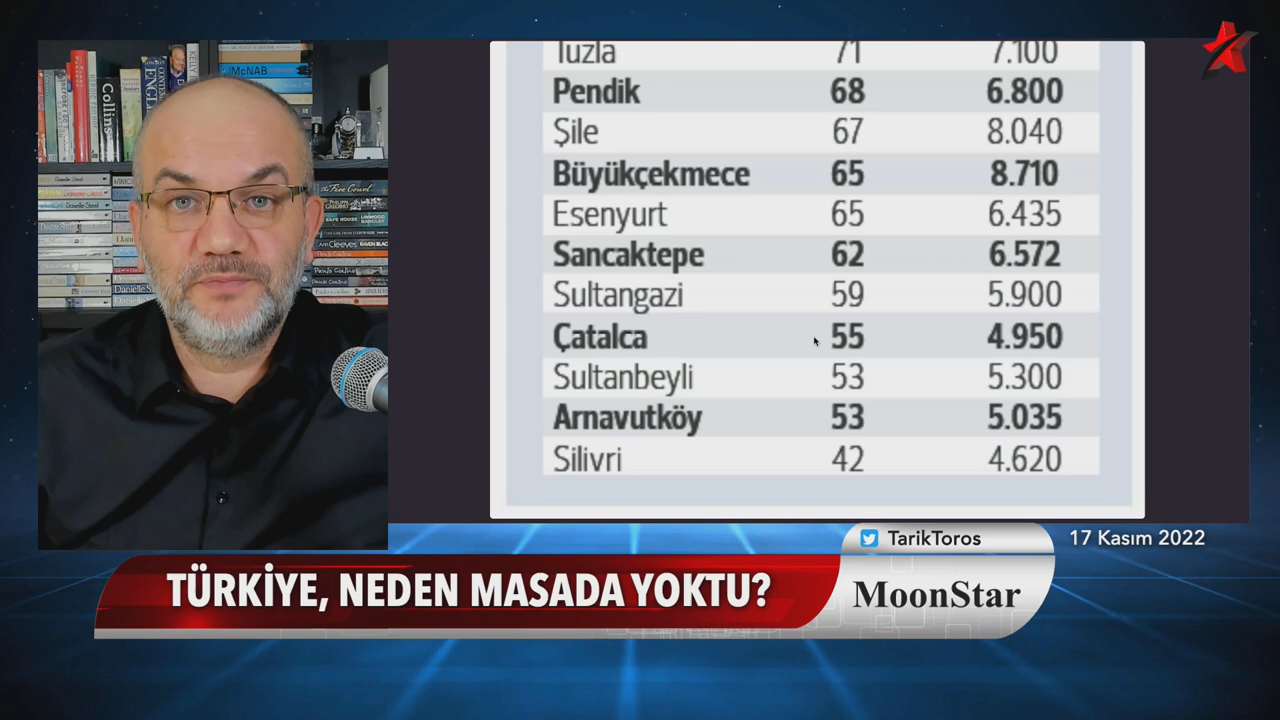 Tuzla 71 7.100
Pendik 68 6.800
Şile 67 8.040
Büyükçekmece 65 8.710
Esenyurt 65 6.435
Sancaktepe 62 6.572
Sultangazi 59 5.900
Çatalca 55 4.950
Sultanbeyli 53 5.300
Arnavutköy 53 5.035
Silivri 42 4.620
McNAB
Collins
TarikToros
17 Kasım 2022
TÜRKİYE, NEDEN MASADA YOKTU?
MoonStar